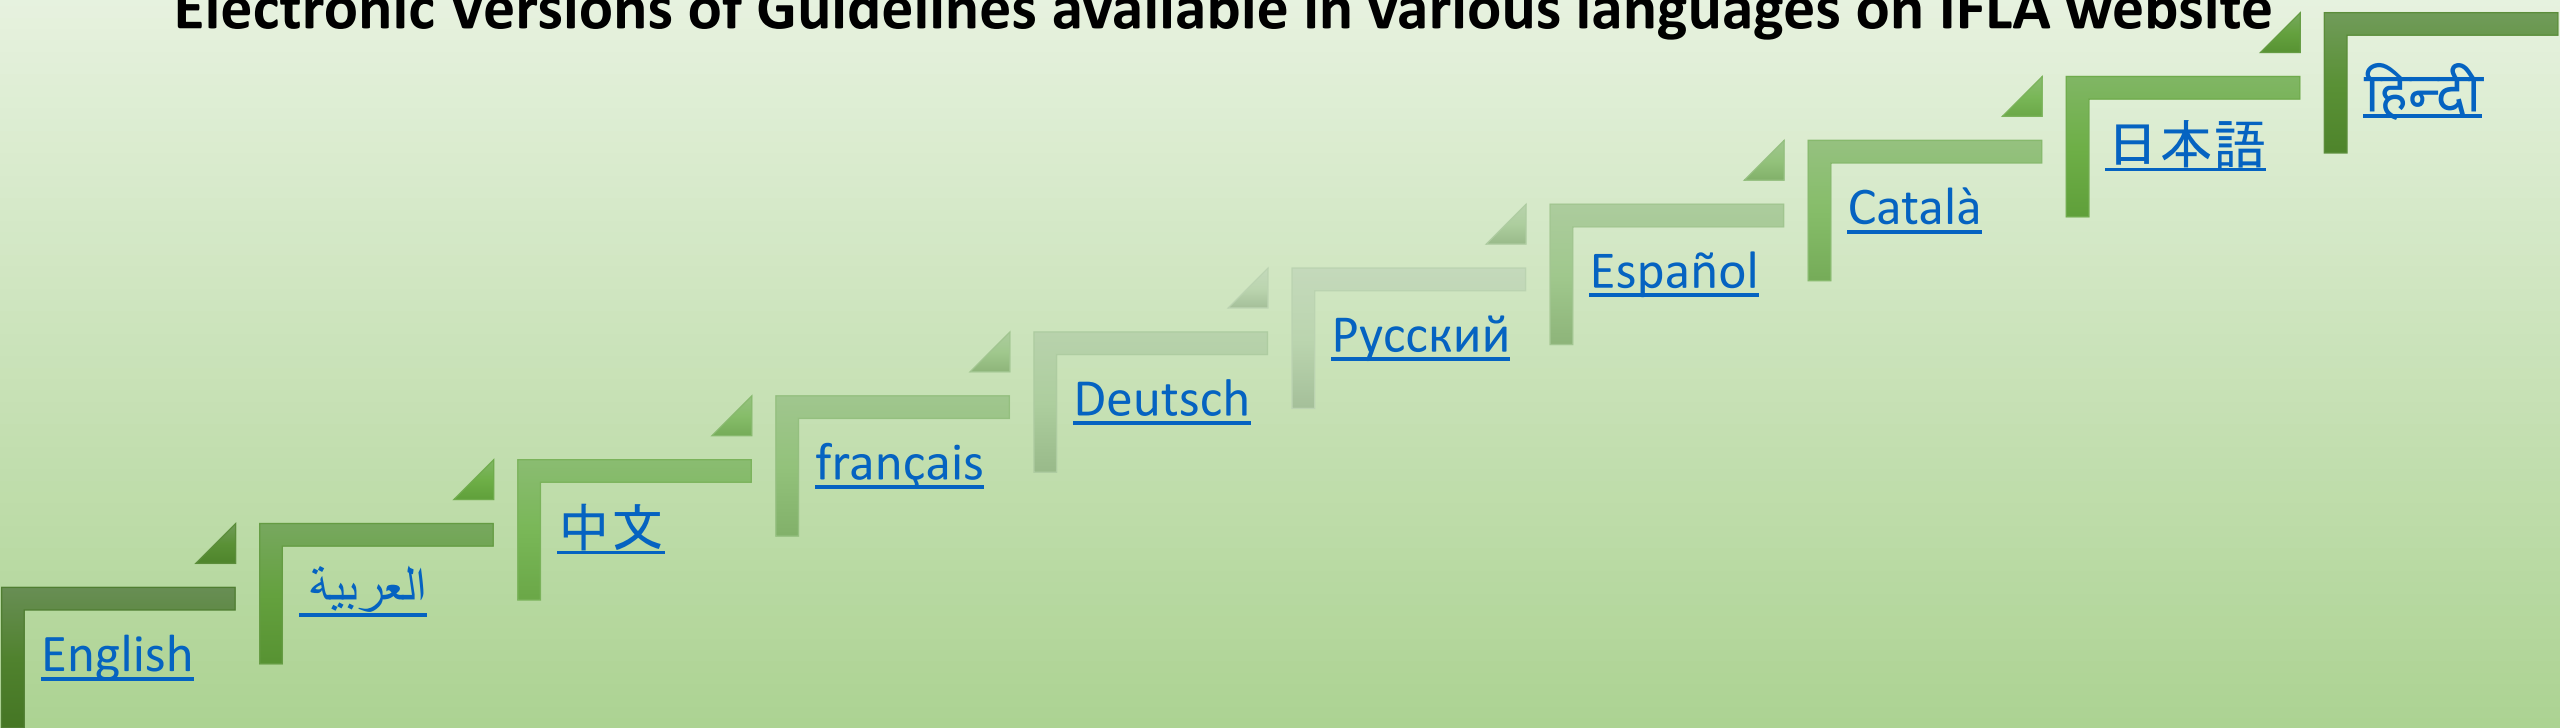 Electronic Versions of Guidelines available in various languages on IFLA website
English
العربية
中文
français
Deutsch
Русский
Español
Català
日本語
हिन्दी